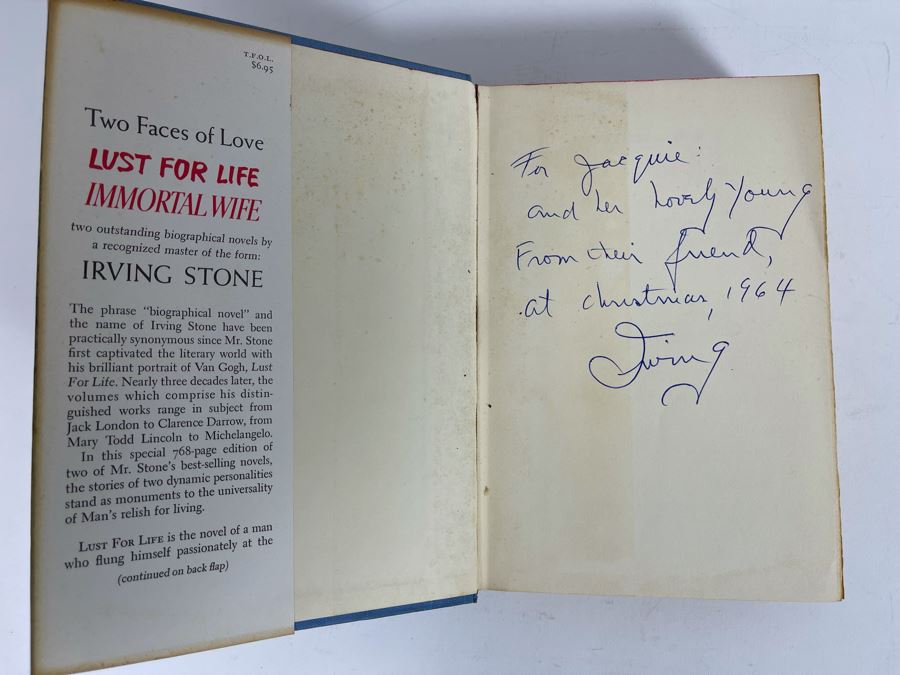 T.F.O.L.
$6.95
Two Faces of Love
LUST FOR LIFE
IMMORTAL WIFE
two outstanding biographical novels by
a recognized master of the form:
IRVING STONE
The phrase "biographical novel" and
the name of Irving Stone have been
practically synonymous since Mr. Stone
first captivated the literary world with
his brilliant portrait of Van Gogh, Lust
For Life. Nearly three decades later, the
volumes which comprise his distin-
guished works range in subject from
Jack London to Clarence Darrow, from
Mary Todd Lincoln to Michelangelo.
In this special 768-page edition of
two of Mr. Stone's best-selling novels,
the stories of two dynamic personalities
stand as monuments to the universality
of Man's relish for living.
LUST FOR LIFE is the novel of a man
who flung himself passionately at the
(continued on back flap)
For Jacquie:
and her lovely young
From their friend,
at christmas, 1964
Irving